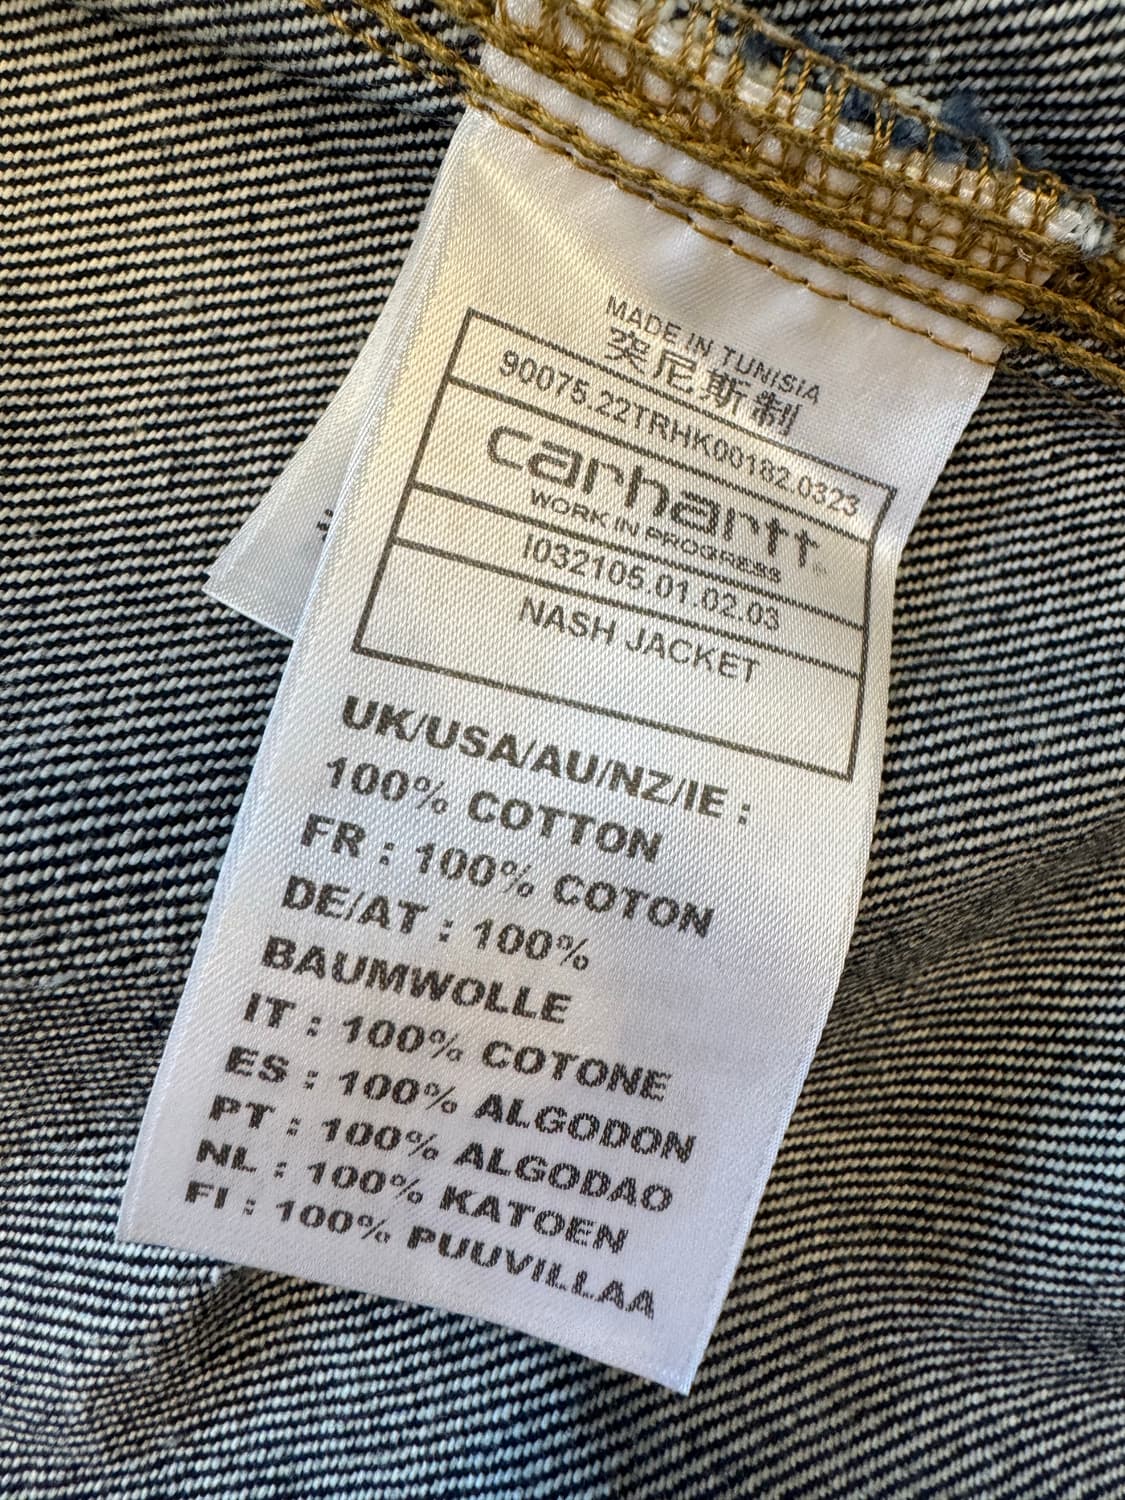 MADE IN TUNISIA
突尼斯制
90075.22TRHK00182.0323
carhartt
WORK IN PROGRESS
I032105.01.02.03
NASH JACKET
UK/USA/AU/NZ/IE :
100% COTTON
FR : 100% COTON
DE/AT : 100%
BAUMWOLLE
IT : 100% COTONE
ES : 100% ALGODON
PT : 100% ALGODAO
NL : 100% KATOEN
FI : 100% PUUVILLAA